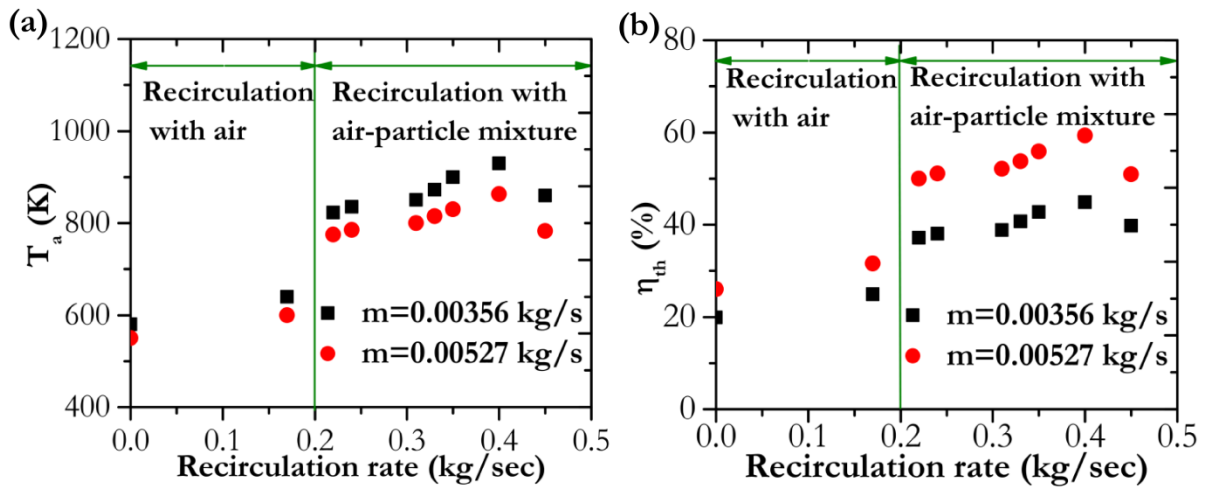 (a)
1200
1000
800
600
400
T_a (K)
Recirculation
with air
Recirculation with
air-particle mixture
m=0.00356 kg/s
m=0.00527 kg/s
0.0 0.1 0.2 0.3 0.4 0.5
Recirculation rate (kg/sec)
(b)
80
60
40
20
0
η_th (%)
Recirculation
with air
Recirculation with
air-particle mixture
m=0.00356 kg/s
m=0.00527 kg/s
0.0 0.1 0.2 0.3 0.4 0.5
Recirculation rate (kg/sec)